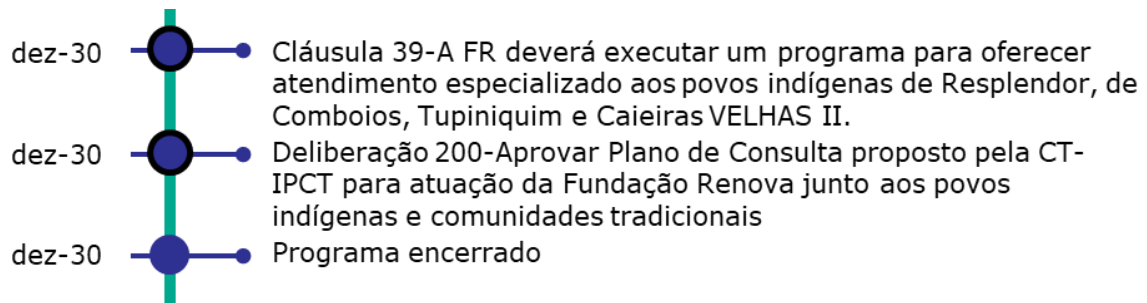 dez-30 Cláusula 39-A FR deverá executar um programa para oferecer
atendimento especializado aos povos indígenas de Resplendor, de
Comboios, Tupiniquim e Caieiras VELHAS II.
dez-30 Deliberação 200-Aprovar Plano de Consulta proposto pela CT-
IPCT para atuação da Fundação Renova junto aos povos
indígenas e comunidades tradicionais
dez-30 Programa encerrado